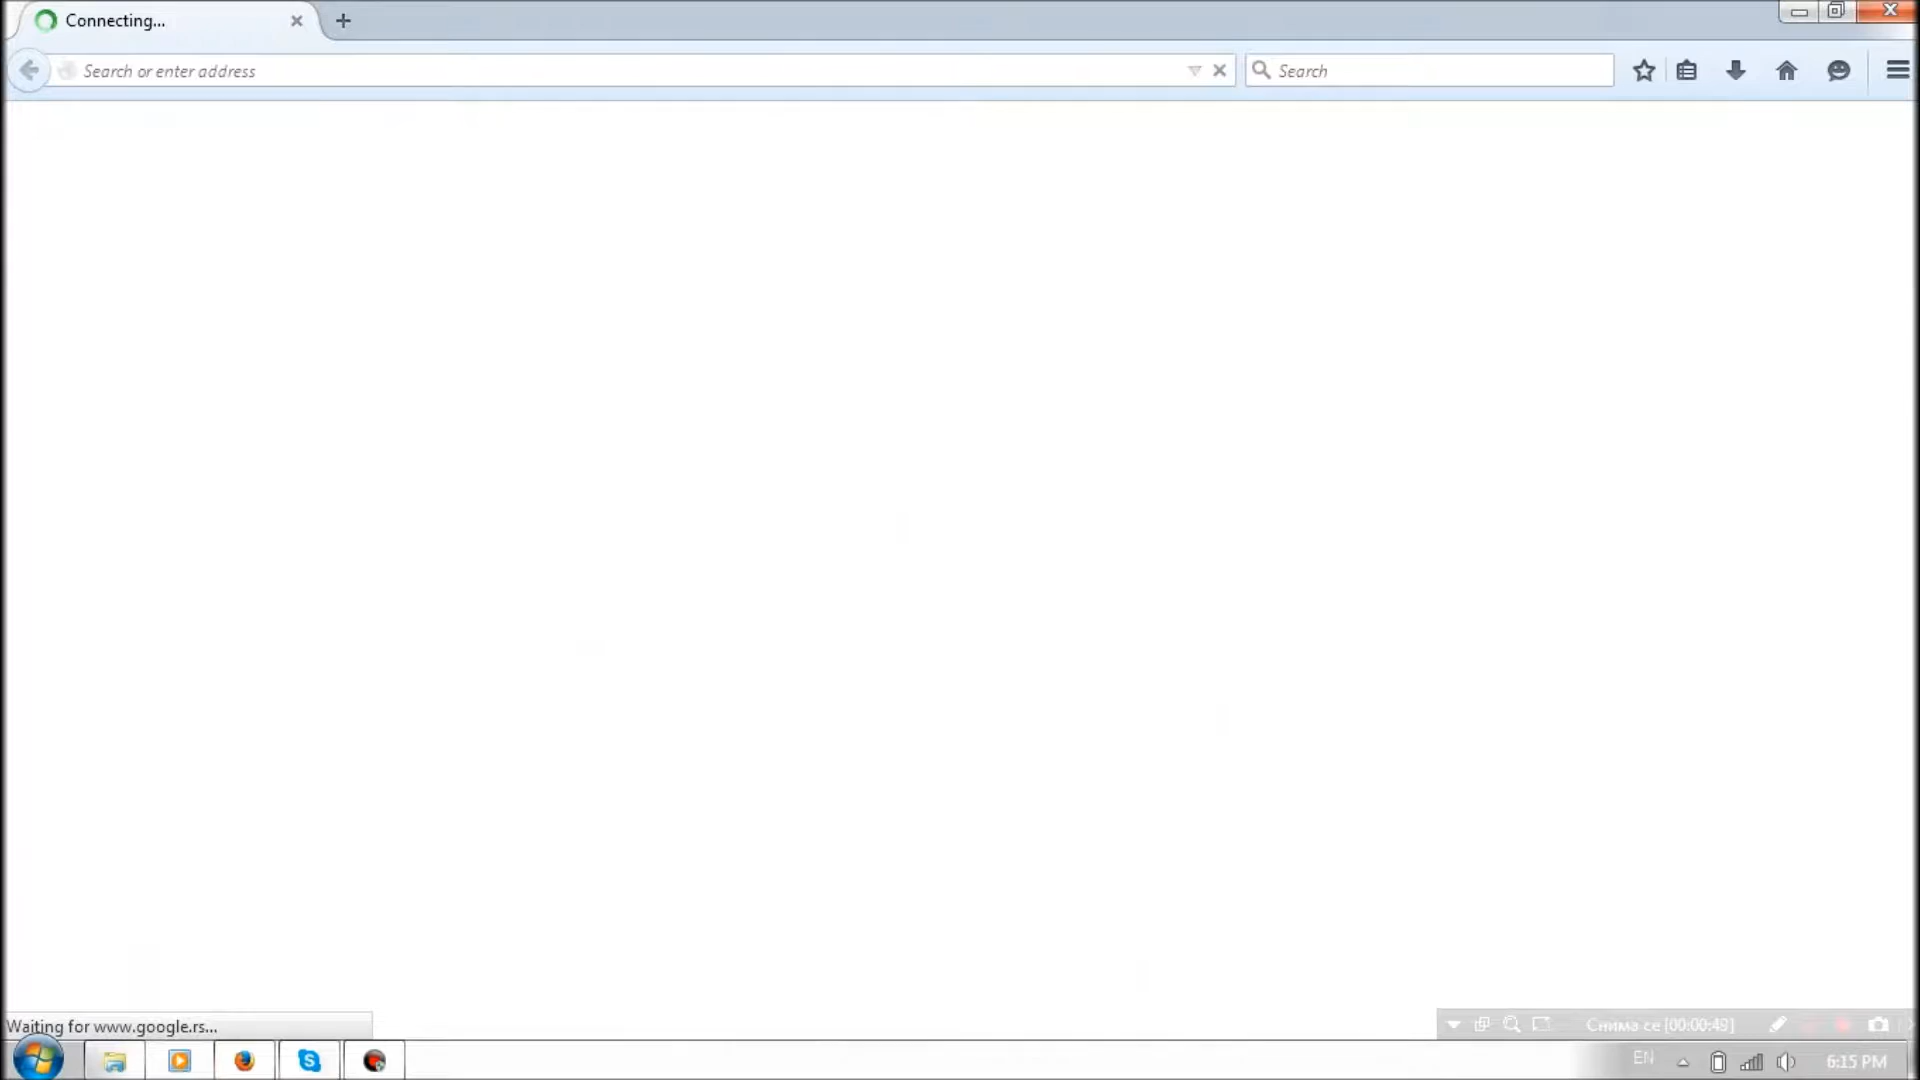 Connecting...
Search or enter address
Search
Waiting for www.google.rs...
Снима се [00:00:48]
EN
6:15 PM